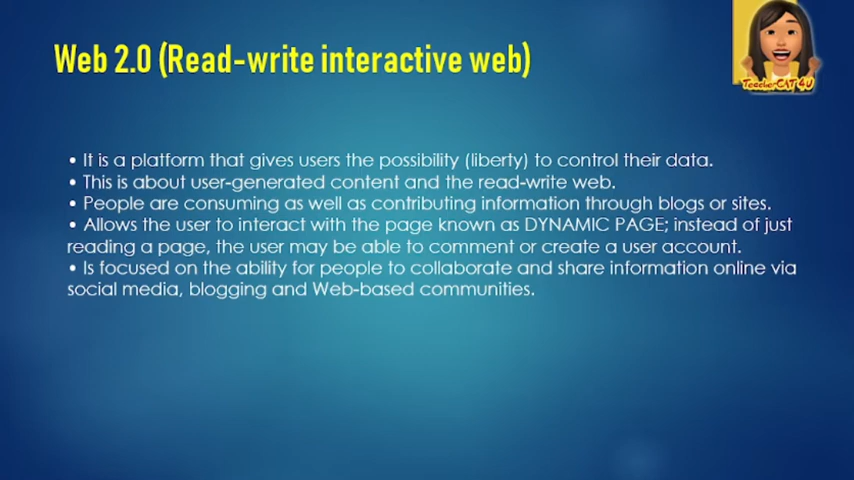 Web 2.0 (Read-write interactive web)
TeacherCAT 4U
• It is a platform that gives users the possibility (liberty) to control their data.
• This is about user-generated content and the read-write web.
• People are consuming as well as contributing information through blogs or sites.
• Allows the user to interact with the page known as DYNAMIC PAGE; instead of just
reading a page, the user may be able to comment or create a user account.
• Is focused on the ability for people to collaborate and share information online via
social media, blogging and Web-based communities.